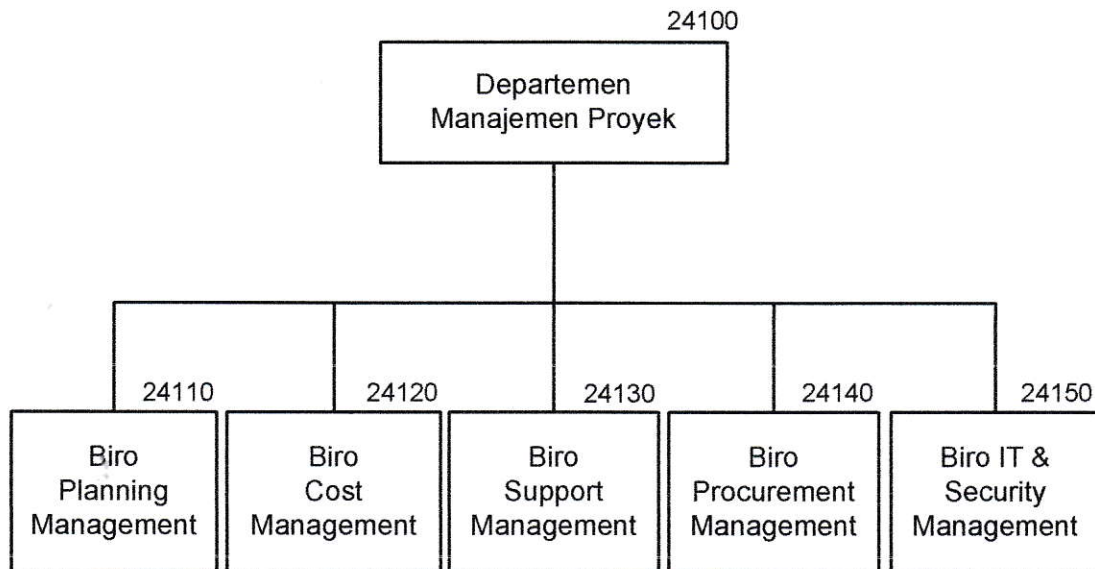 24100
Departemen
Manajemen Proyek
24110
Biro
Planning
Management
24120
Biro
Cost
Management
24130
Biro
Support
Management
24140
Biro
Procurement
Management
24150
Biro IT &
Security
Management